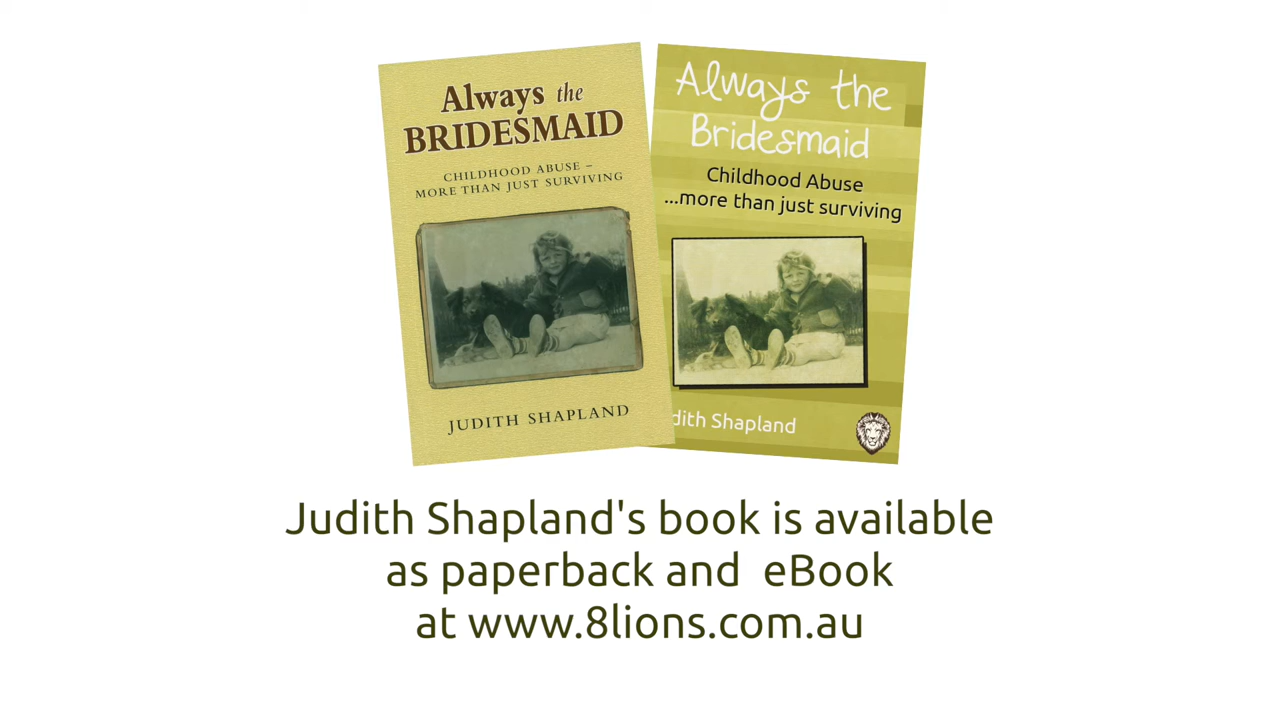 Always the
BRIDESMAID
CHILDHOOD ABUSE –
MORE THAN JUST SURVIVING
JUDITH SHAPLAND
Always the
Bridesmaid
Childhood Abuse
...more than just surviving
dith Shapland
Judith Shapland's book is available
as paperback and eBook
at www.8lions.com.au